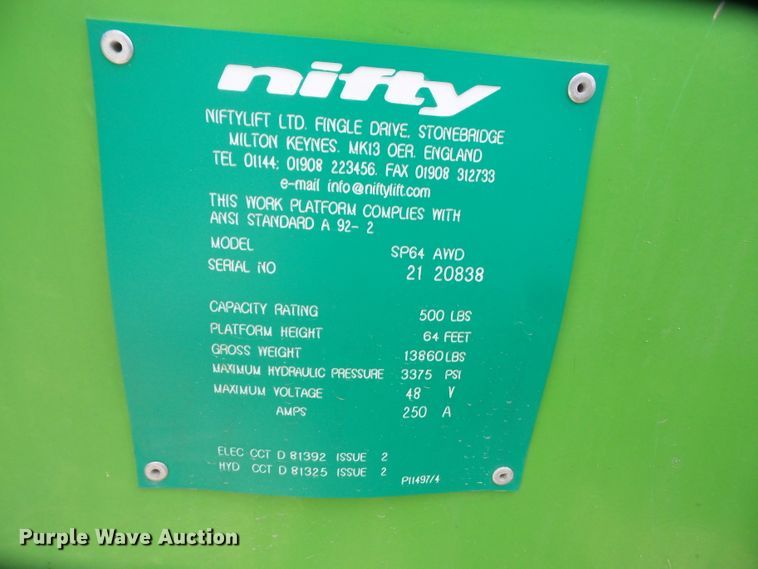 nifty
NIFTYLIFT LTD. FINGLE DRIVE, STONEBRIDGE
MILTON KEYNES. MK13 OER. ENGLAND
TEL 01144: 01908 223456. FAX 01908 312733
e-mail info@niftylift.com
THIS WORK PLATFORM COMPLIES WITH
ANSI STANDARD A 92- 2
MODEL SP64 AWD
SERIAL NO 21 20838
CAPACITY RATING 500 LBS
PLATFORM HEIGHT 64 FEET
GROSS WEIGHT 13860 LBS
MAXIMUM HYDRAULIC PRESSURE 3375 PSI
MAXIMUM VOLTAGE 48 V
AMPS 250 A
ELEC CCT D 81392 ISSUE 2
HYD CCT D 81325 ISSUE 2
P11497/4
Purple Wave Auction